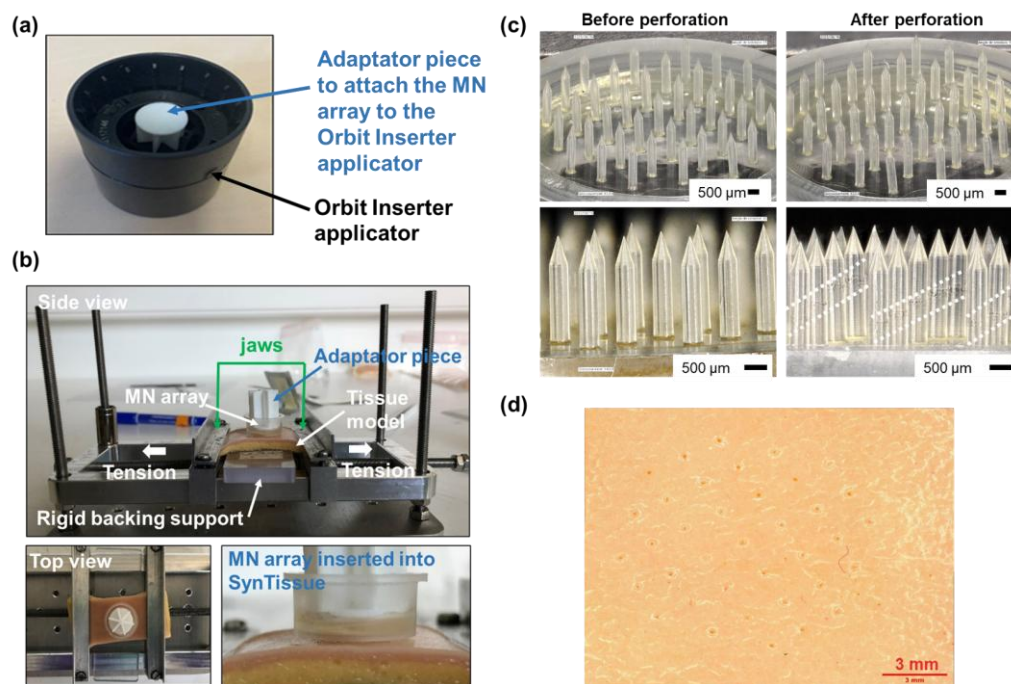 (a)
Adaptator piece
to attach the MN
array to the
Orbit Inserter
applicator
Orbit Inserter
applicator
(b)
Side view
jaws
Adaptator piece
MN array
Tissue
model
Tension
Tension
Rigid backing support
Top view
MN array inserted into
SynTissue
(c)
Before perforation
After perforation
500 µm
500 µm
500 µm
500 µm
(d)
3 mm
3 mm